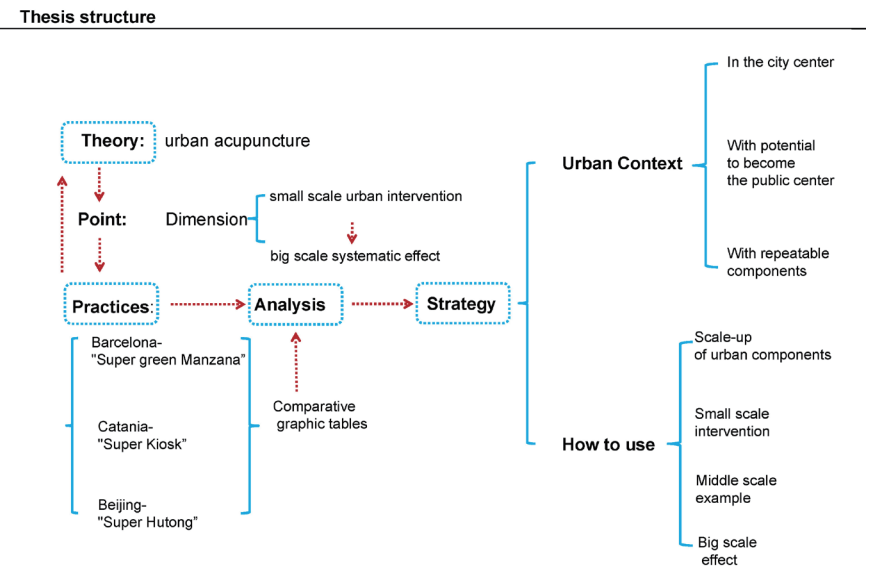 Thesis structure
Theory: urban acupuncture
Point: Dimension
small scale urban intervention
big scale systematic effect
Practices:
Barcelona-
"Super green Manzana”
Catania-
"Super Kiosk”
Beijing-
"Super Hutong”
Analysis
Comparative
graphic tables
Strategy
Urban Context
In the city center
With potential
to become
the public center
With repeatable
components
How to use
Scale-up
of urban components
Small scale
intervention
Middle scale
example
Big scale
effect